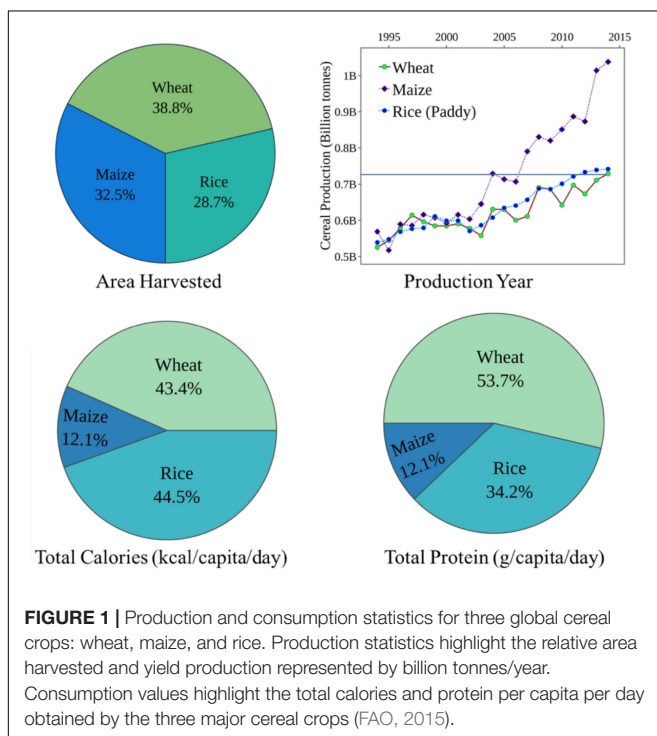 Wheat
38.8%
Maize
32.5%
Rice
28.7%
Area Harvested
1995 2000 2005 2010 2015
Cereal Production (Billion tonnes)
1B
0.9B
0.8B
0.7B
0.6B
0.5B
Wheat
Maize
Rice (Paddy)
1995 2000 2005 2010 2015
Production Year
Wheat
43.4%
Maize
12.1%
Rice
44.5%
Total Calories (kcal/capita/day)
Wheat
53.7%
Maize
12.1%
Rice
34.2%
Total Protein (g/capita/day)
FIGURE 1 | Production and consumption statistics for three global cereal
crops: wheat, maize, and rice. Production statistics highlight the relative area
harvested and yield production represented by billion tonnes/year.
Consumption values highlight the total calories and protein per capita per day
obtained by the three major cereal crops (FAO, 2015).